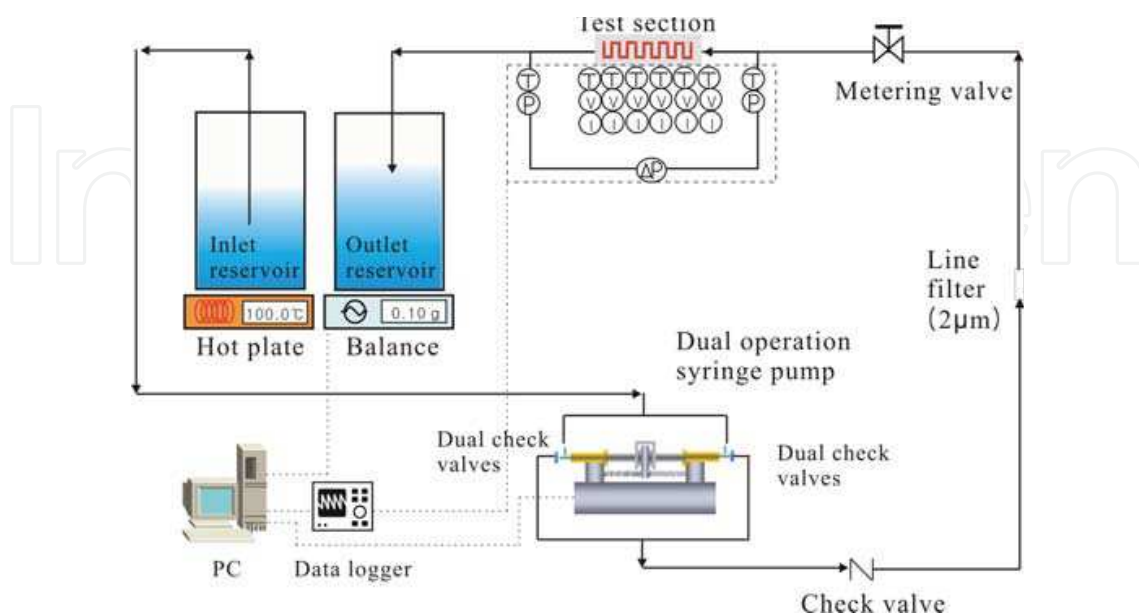 Test section
T
T T T T T T
T
P
V V V V V V
P
I I I I I I
ΔP
Metering valve
Inlet
reservoir
Outlet
reservoir
100.0℃
0.10 g
Hot plate
Balance
Line
filter
(2μm)
Dual operation
syringe pump
Dual check
valves
Dual check
valves
PC
Data logger
Check valve